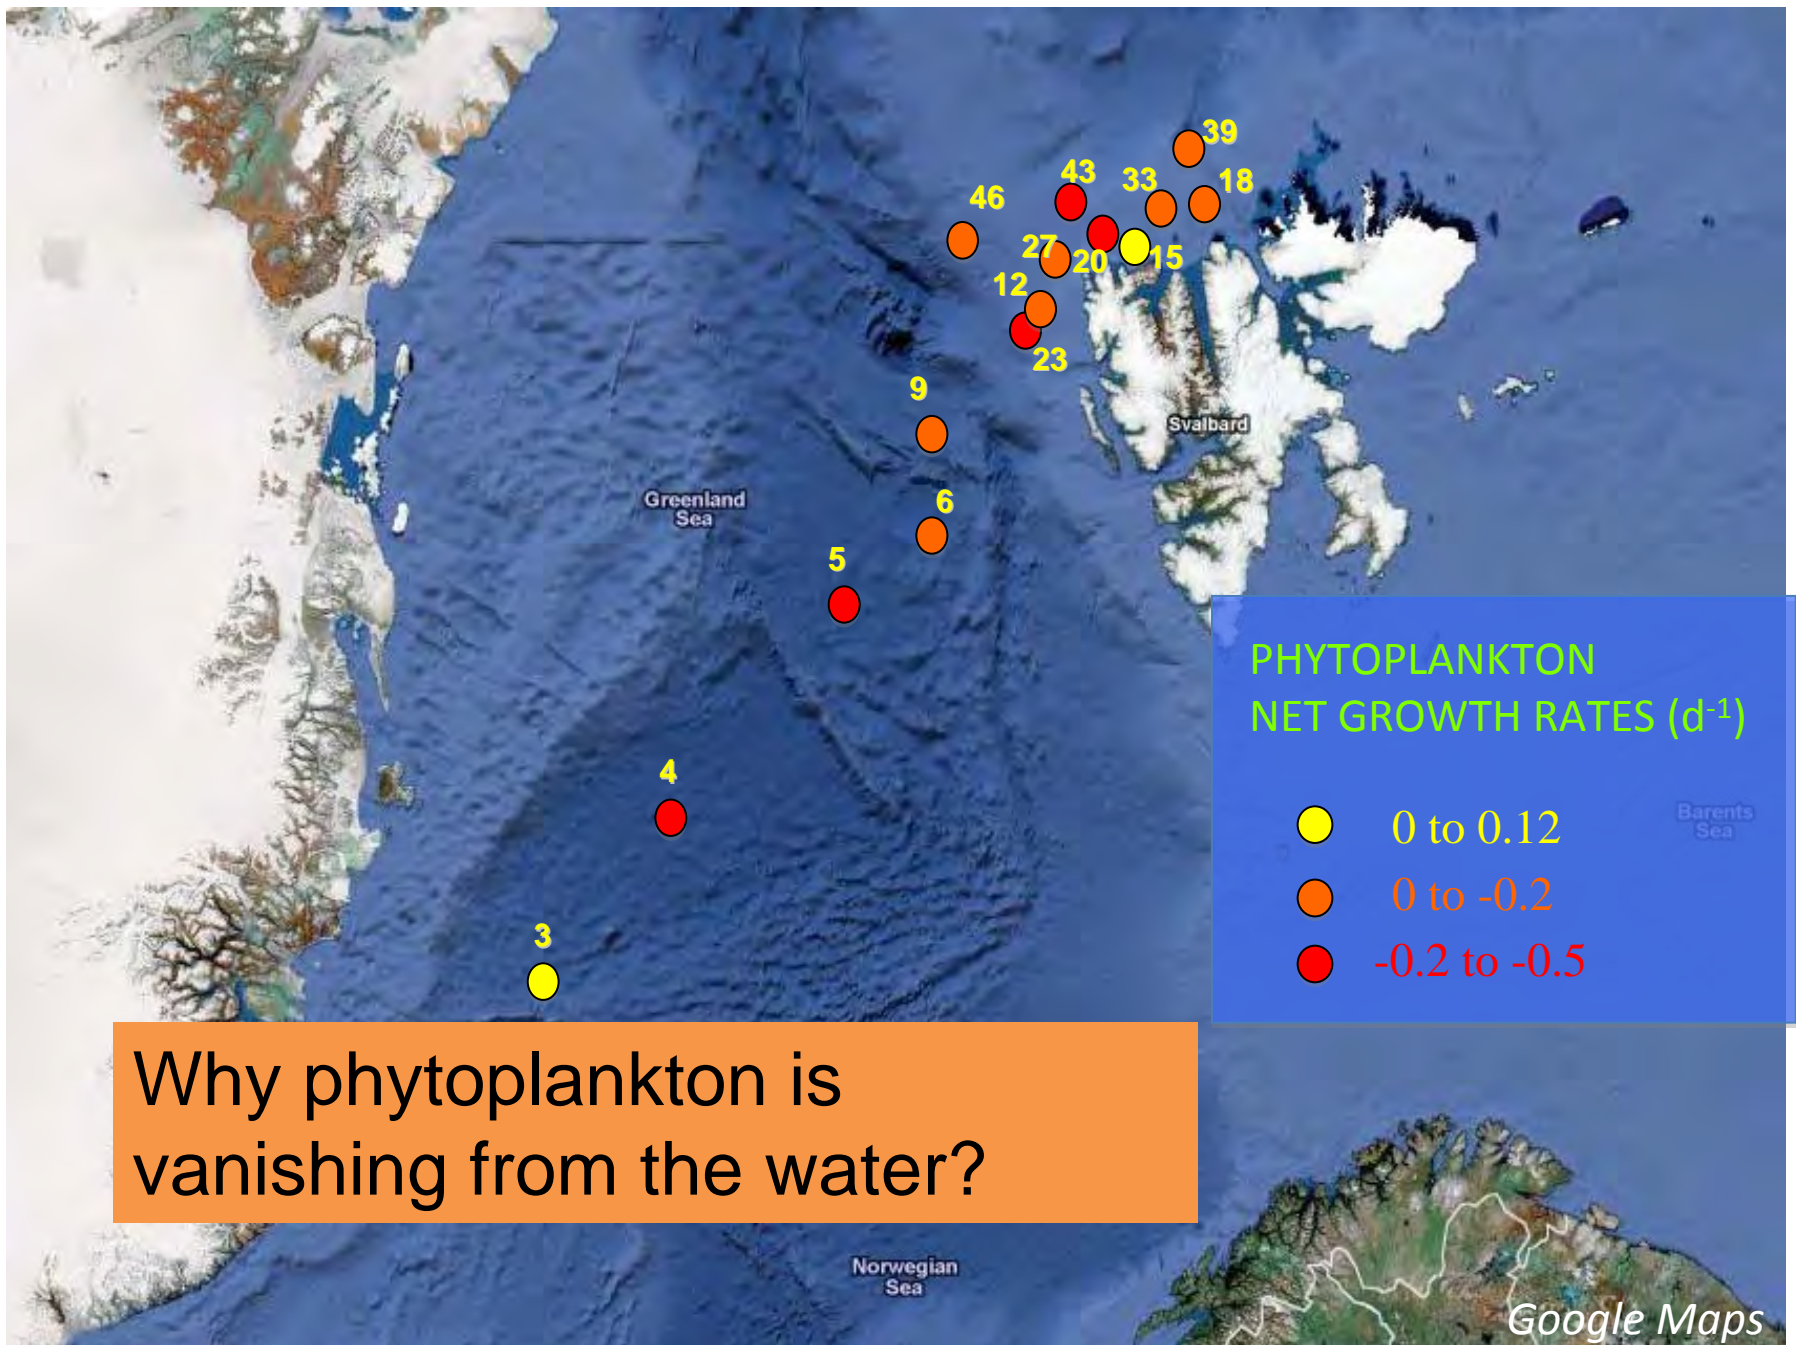 39
43
33
18
46
27
20
15
12
23
9
Svalbard
Greenland
Sea
6
5
PHYTOPLANKTON
NET GROWTH RATES (d-1)
4
0 to 0.12
Barents
Sea
0 to -0.2
3
-0.2 to -0.5
Why phytoplankton is
vanishing from the water?
Norwegian
Sea
Google Maps